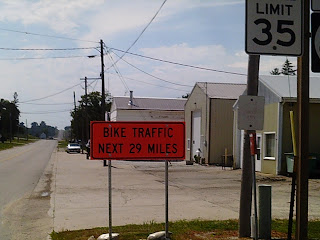 LIMIT
35
BIKE TRAFFIC
NEXT 29 MILES